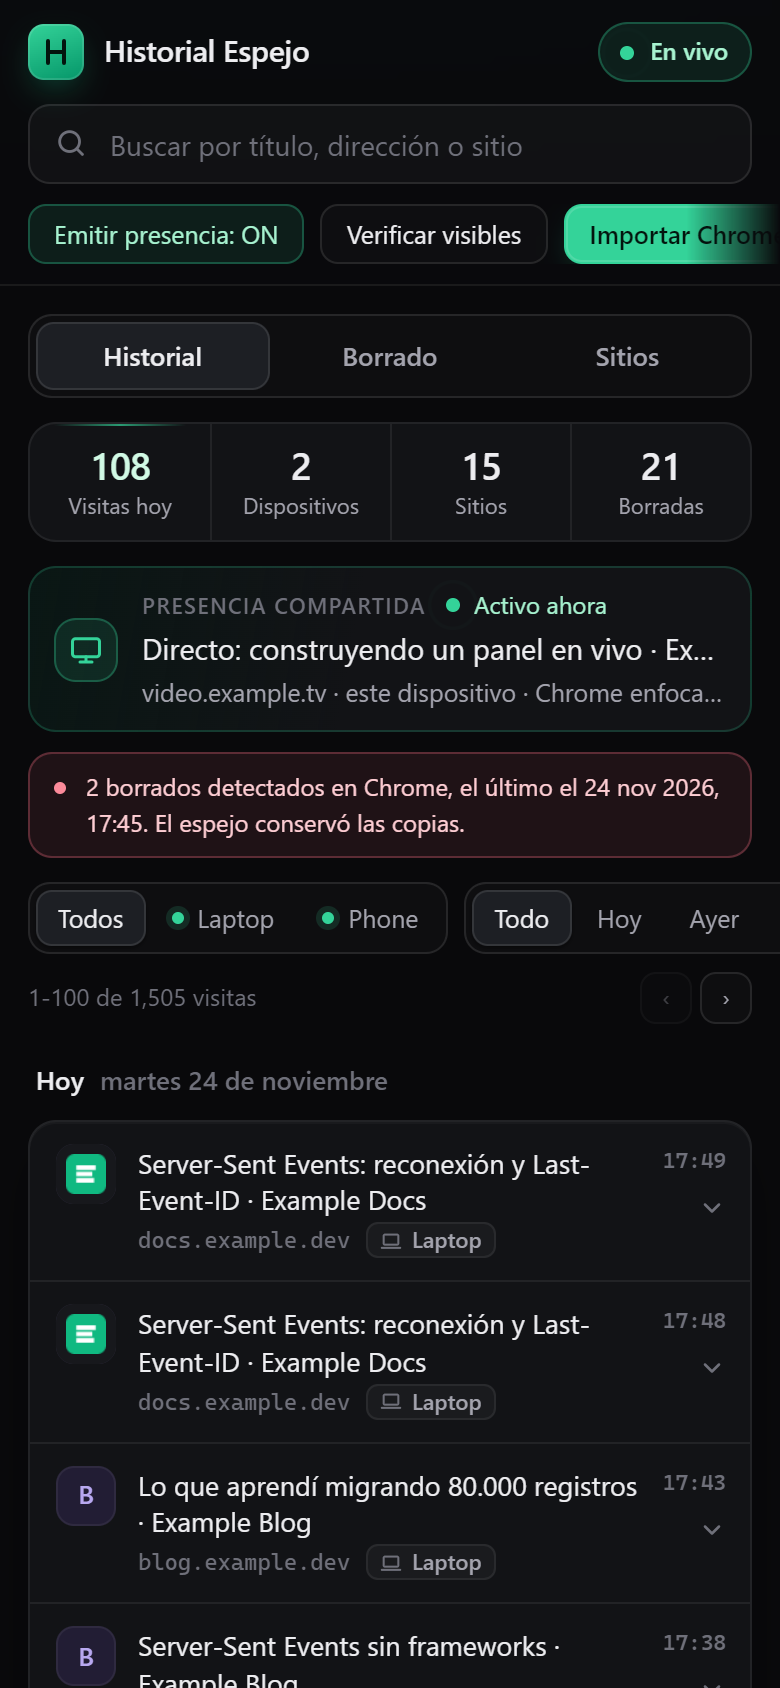 H Historial Espejo En vivo
Buscar por título, dirección o sitio
Emitir presencia: ON Verificar visibles Importar Chrom
Historial Borrado Sitios
108 2 15 21
Visitas hoy Dispositivos Sitios Borradas
PRESENCIA COMPARTIDA Activo ahora
Directo: construyendo un panel en vivo · Ex...
video.example.tv · este dispositivo · Chrome enfoca...
2 borrados detectados en Chrome, el último el 24 nov 2026,
17:45. El espejo conservó las copias.
Todos Laptop Phone Todo Hoy Ayer
1-100 de 1,505 visitas ‹ ›
Hoy martes 24 de noviembre
Server-Sent Events: reconexión y Last- 17:49
Event-ID · Example Docs
docs.example.dev Laptop
Server-Sent Events: reconexión y Last- 17:48
Event-ID · Example Docs
docs.example.dev Laptop
B Lo que aprendí migrando 80.000 registros 17:43
· Example Blog
blog.example.dev Laptop
B Server-Sent Events sin frameworks · 17:38
Example Blog